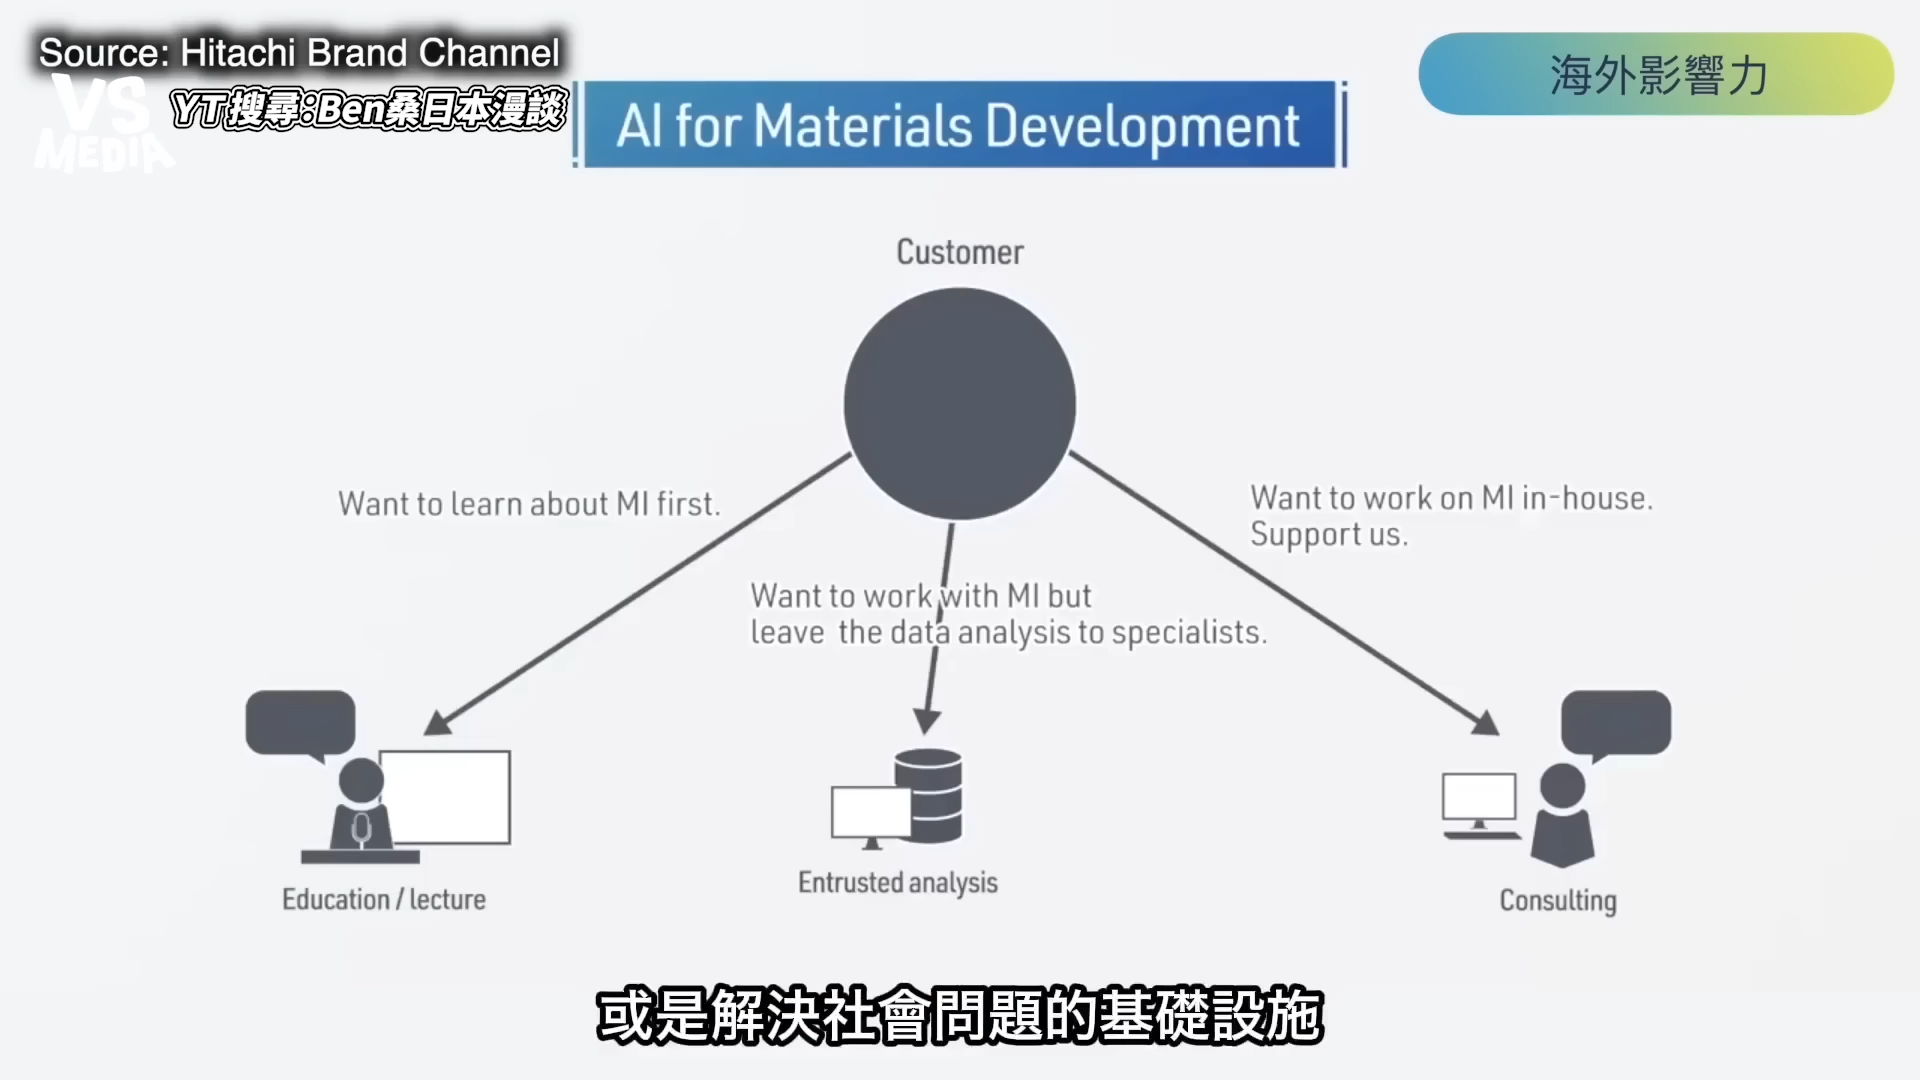 Source: Hitachi Brand Channel
VS
MEDIA
YT搜尋:Ben桑日本漫談
海外影響力
AI for Materials Development
Customer
Want to learn about MI first.
Want to work with MI but
leave the data analysis to specialists.
Want to work on MI in-house.
Support us.
Education / lecture
Entrusted analysis
Consulting
或是解決社會問題的基礎設施